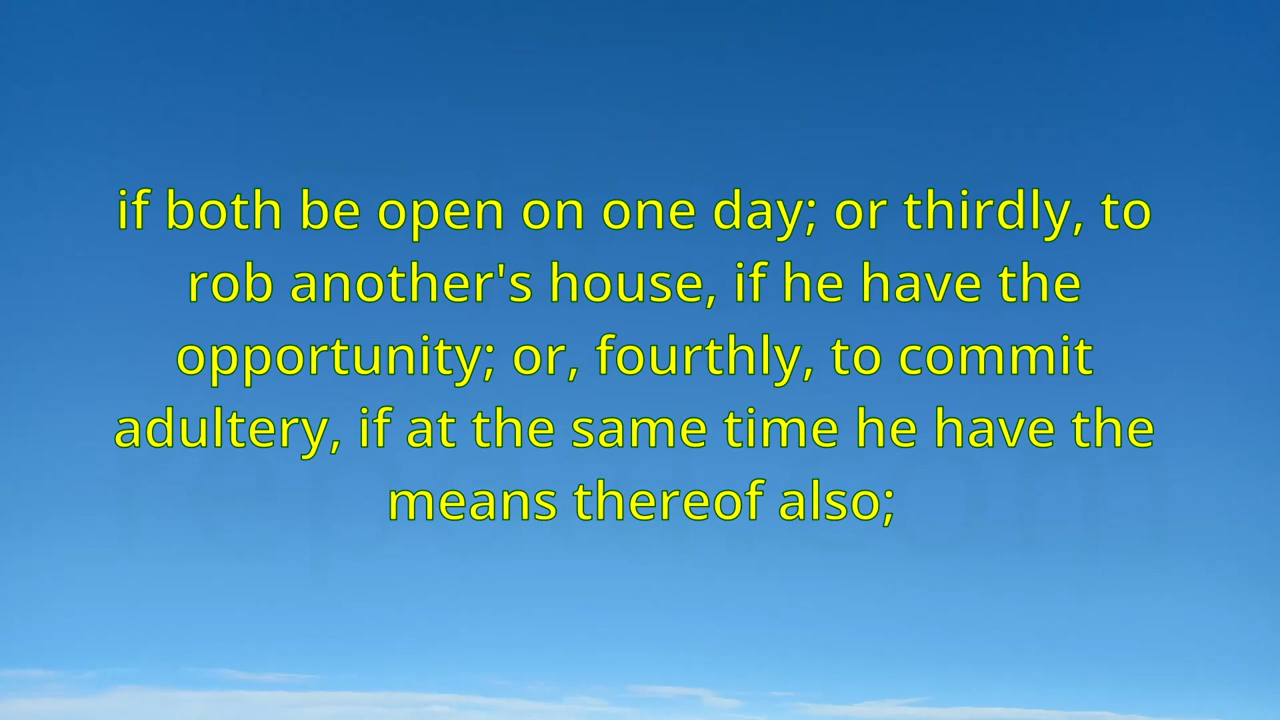 if both be open on one day; or thirdly, to
rob another's house, if he have the
opportunity; or, fourthly, to commit
adultery, if at the same time he have the
means thereof also;